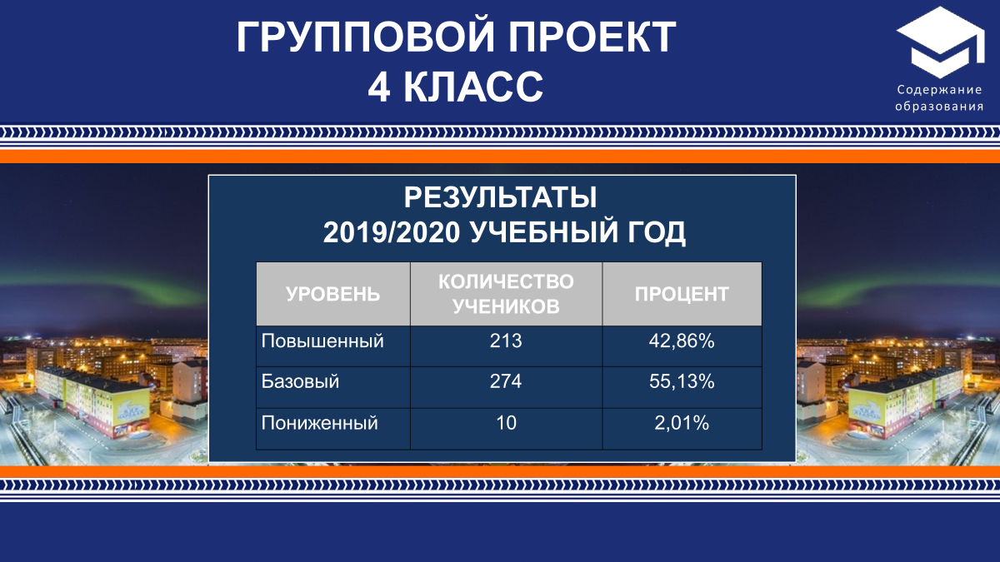 ГРУППОВОЙ ПРОЕКТ
4 КЛАСС
Содержание
образования
РЕЗУЛЬТАТЫ
2019/2020 УЧЕБНЫЙ ГОД
УРОВЕНЬ КОЛИЧЕСТВО УЧЕНИКОВ ПРОЦЕНТ
Повышенный 213 42,86%
Базовый 274 55,13%
Пониженный 10 2,01%